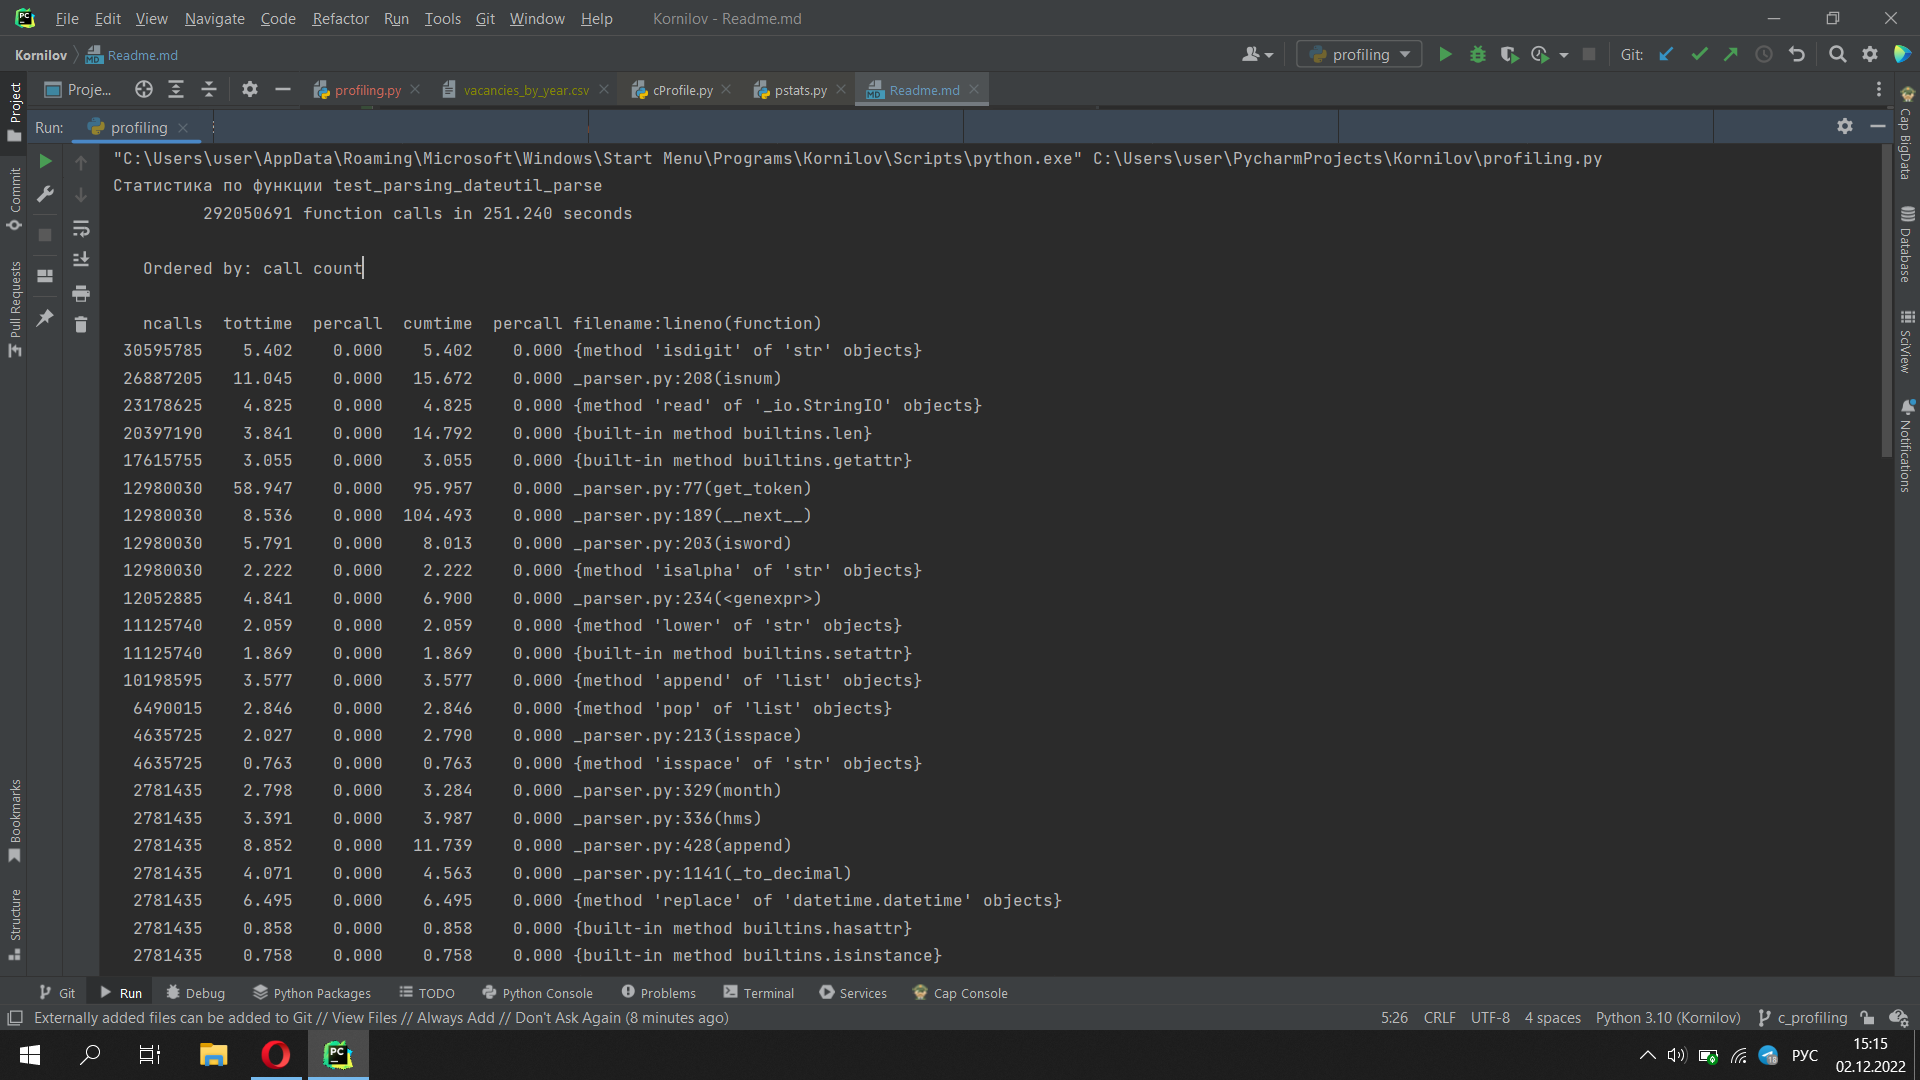 File Edit View Navigate Code Refactor Run Tools Git Window Help Kornilov - Readme.md
Kornilov Readme.md profiling Git:
Proje... profiling.py vacancies_by_year.csv cProfile.py pstats.py Readme.md
Run: profiling
"C:\Users\user\AppData\Roaming\Microsoft\Windows\Start Menu\Programs\Kornilov\Scripts\python.exe" C:\Users\user\PycharmProjects\Kornilov\profiling.py
Статистика по функции test_parsing_dateutil_parse
292050691 function calls in 251.240 seconds
Ordered by: call count
ncalls tottime percall cumtime percall filename:lineno(function)
30595785 5.402 0.000 5.402 0.000 {method 'isdigit' of 'str' objects}
26887205 11.045 0.000 15.672 0.000 _parser.py:208(isnum)
23178625 4.825 0.000 4.825 0.000 {method 'read' of '_io.StringIO' objects}
20397190 3.841 0.000 14.792 0.000 {built-in method builtins.len}
17615755 3.055 0.000 3.055 0.000 {built-in method builtins.getattr}
12980030 58.947 0.000 95.957 0.000 _parser.py:77(get_token)
12980030 8.536 0.000 104.493 0.000 _parser.py:189(__next__)
12980030 5.791 0.000 8.013 0.000 _parser.py:203(isword)
12980030 2.222 0.000 2.222 0.000 {method 'isalpha' of 'str' objects}
12052885 4.841 0.000 6.900 0.000 _parser.py:234(<genexpr>)
11125740 2.059 0.000 2.059 0.000 {method 'lower' of 'str' objects}
11125740 1.869 0.000 1.869 0.000 {built-in method builtins.setattr}
10198595 3.577 0.000 3.577 0.000 {method 'append' of 'list' objects}
6490015 2.846 0.000 2.846 0.000 {method 'pop' of 'list' objects}
4635725 2.027 0.000 2.790 0.000 _parser.py:213(isspace)
4635725 0.763 0.000 0.763 0.000 {method 'isspace' of 'str' objects}
2781435 2.798 0.000 3.284 0.000 _parser.py:329(month)
2781435 3.391 0.000 3.987 0.000 _parser.py:336(hms)
2781435 8.852 0.000 11.739 0.000 _parser.py:428(append)
2781435 4.071 0.000 4.563 0.000 _parser.py:1141(_to_decimal)
2781435 6.495 0.000 6.495 0.000 {method 'replace' of 'datetime.datetime' objects}
2781435 0.858 0.000 0.858 0.000 {built-in method builtins.hasattr}
2781435 0.758 0.000 0.758 0.000 {built-in method builtins.isinstance}
Project
Commit
Pull Requests
Bookmarks
Structure
Cap BigData
Database
SciView
Notifications
Git Run Debug Python Packages TODO Python Console Problems Terminal Services Cap Console
Externally added files can be added to Git // View Files // Always Add // Don't Ask Again (8 minutes ago) 5:26 CRLF UTF-8 4 spaces Python 3.10 (Kornilov) c_profiling
РУС 15:15
02.12.2022